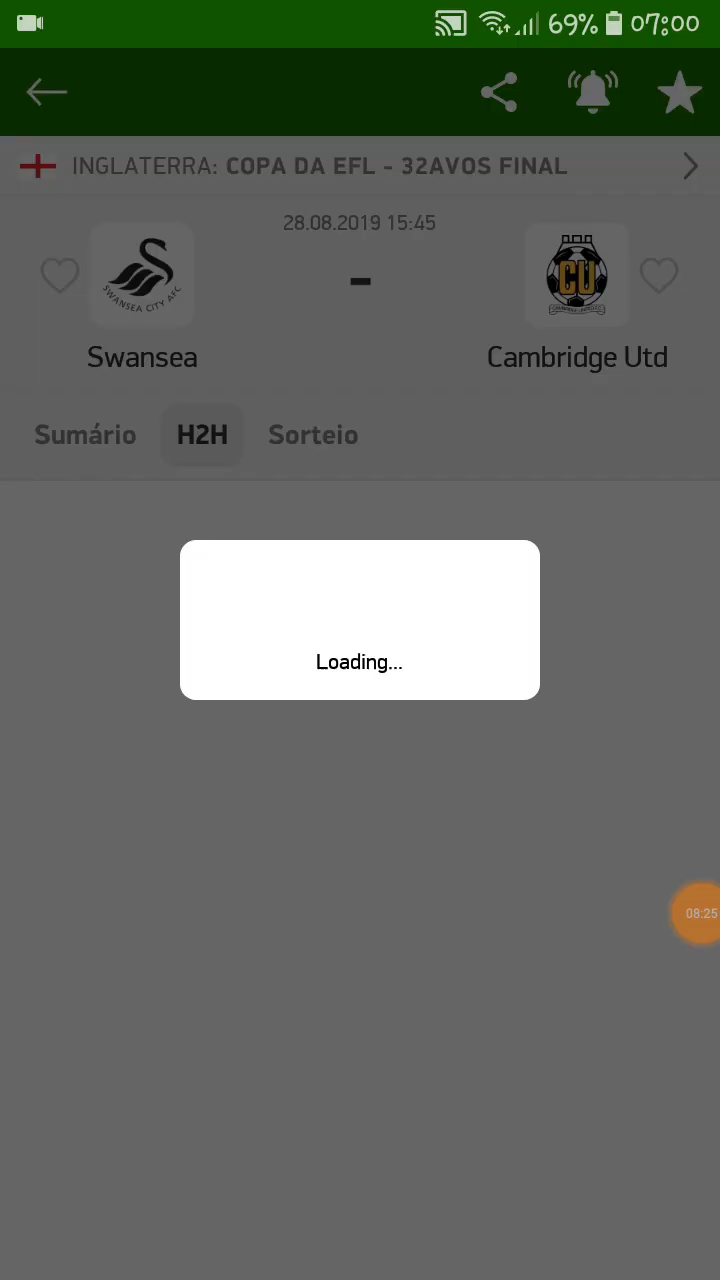 69% 07:00
INGLATERRA: COPA DA EFL - 32AVOS FINAL
28.08.2019 15:45
SWANSEA CITY AFC
CU
-
Swansea
Cambridge Utd
Sumário H2H Sorteio
Loading...
08:25